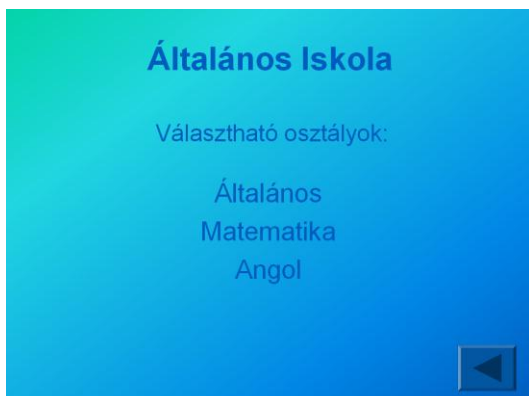 Általános Iskola
Választható osztályok:
Általános
Matematika
Angol